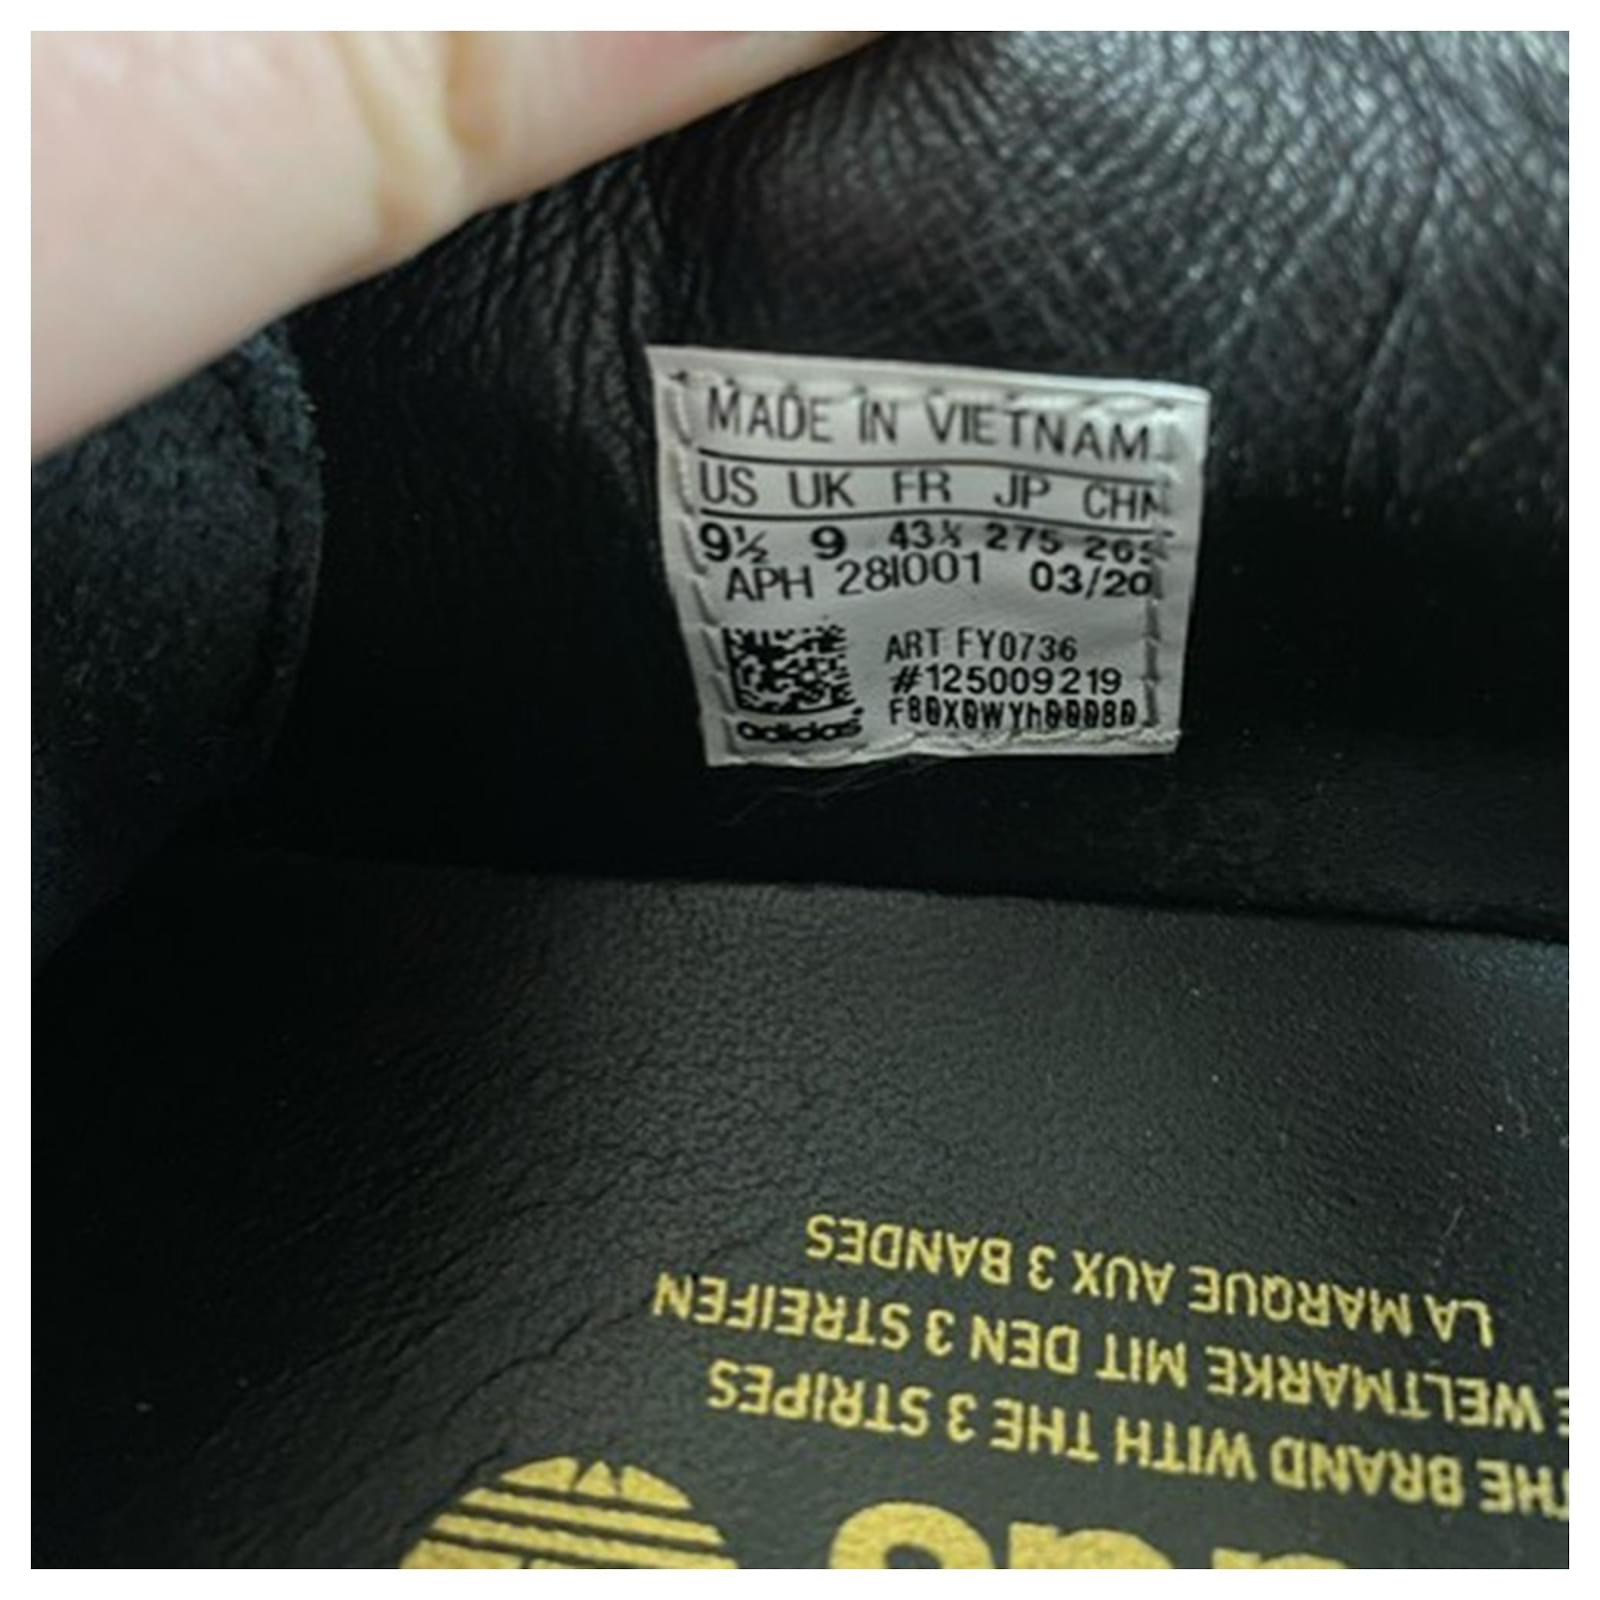 MADE IN VIETNAM
US UK FR JP CHN
9½ 9 43⅓ 275 265
APH 28I001 03/20
ART FY0736
#125009219
adidas
LA MARQUE AUX 3 BANDES
WELTMARKE MIT DEN 3 STREIFEN
THE BRAND WITH THE 3 STRIPES